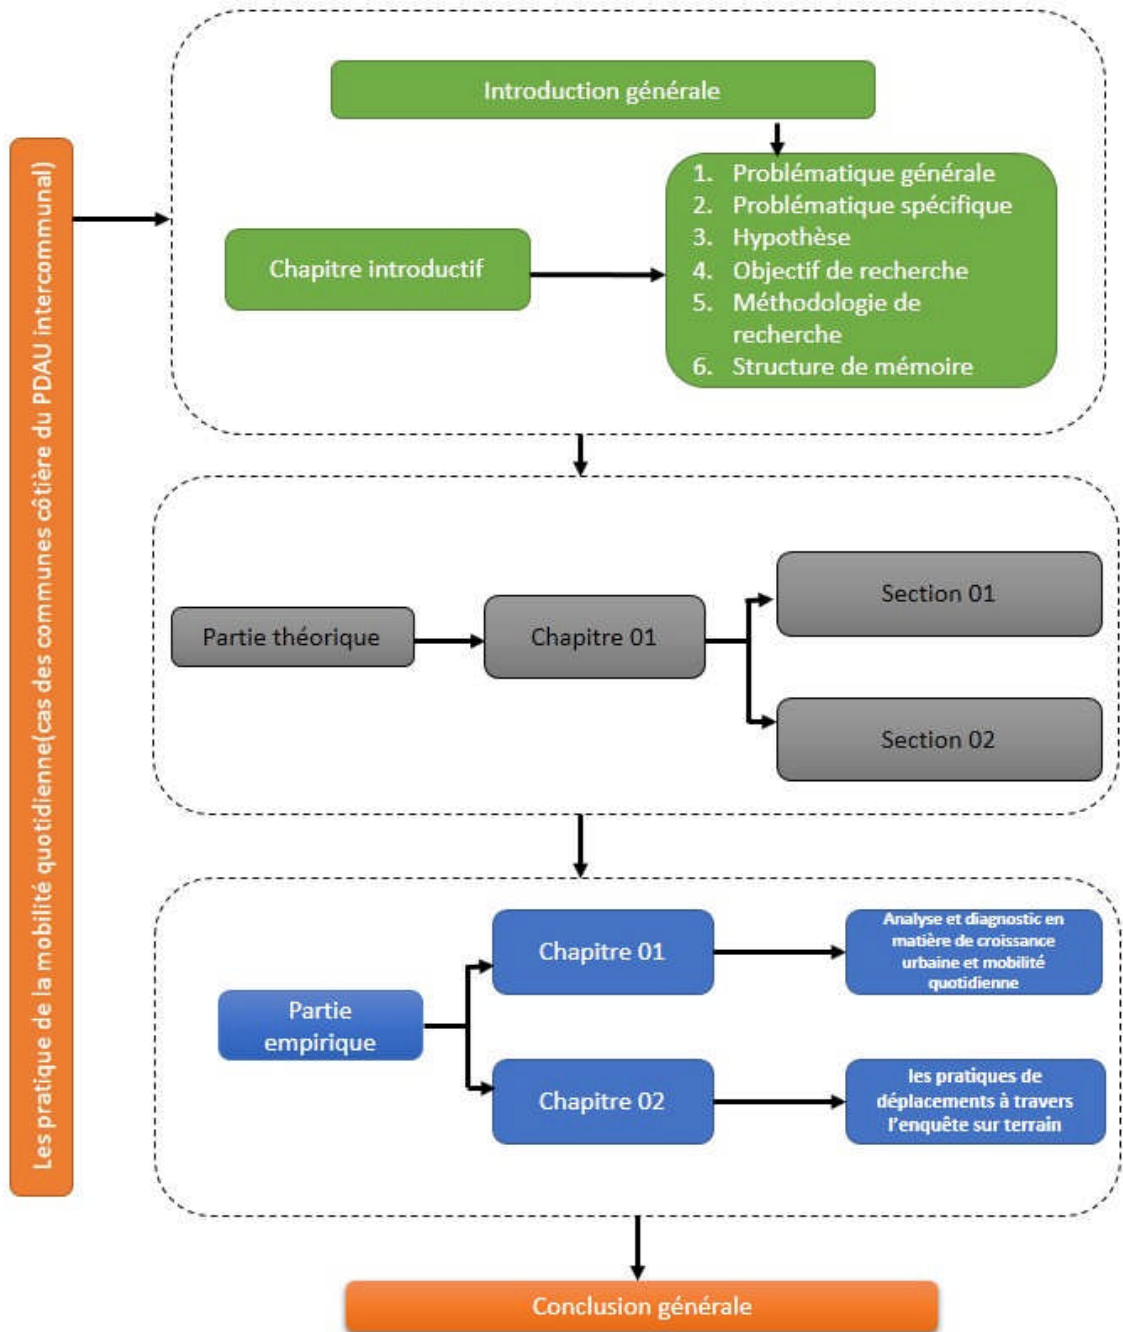 Les pratique de la mobilité quotidienne(cas des communes côtière du PDAU intercommunal)
Introduction générale
Chapitre introductif
1. Problématique générale
2. Problématique spécifique
3. Hypothèse
4. Objectif de recherche
5. Méthodologie de
recherche
6. Structure de mémoire
Partie théorique
Chapitre 01
Section 01
Section 02
Partie
empirique
Chapitre 01
Analyse et diagnostic en
matière de croissance
urbaine et mobilité
quotidienne
Chapitre 02
les pratiques de
déplacements à travers
l'enquête sur terrain
Conclusion générale